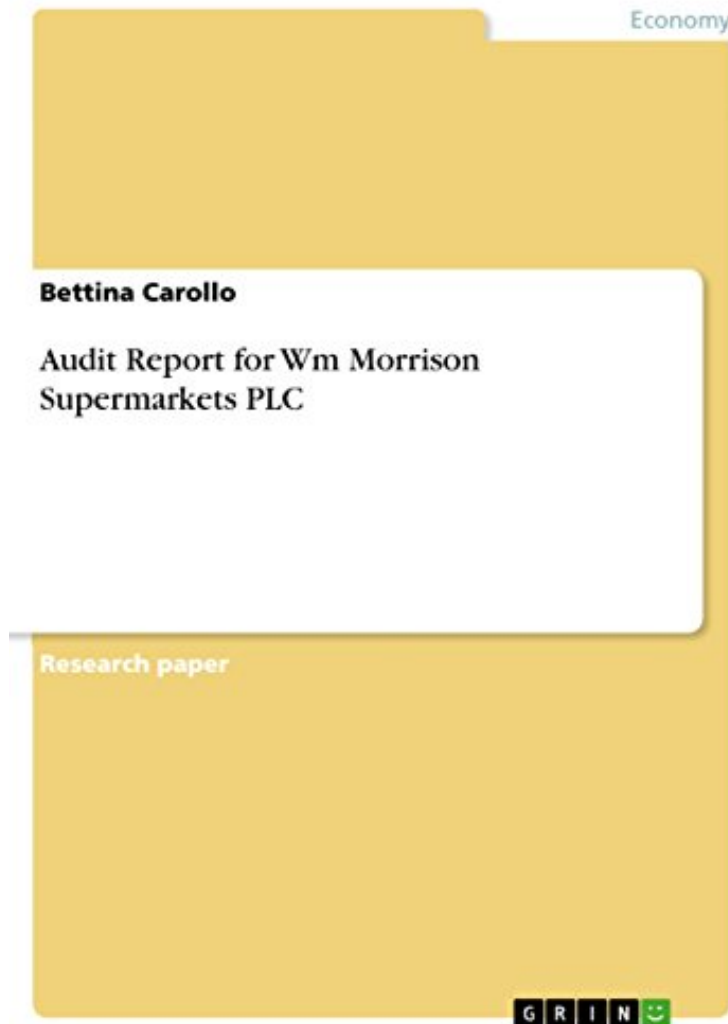 Economy
Bettina Carollo
Audit Report for Wm Morrison
Supermarkets PLC
Research paper
GRIN